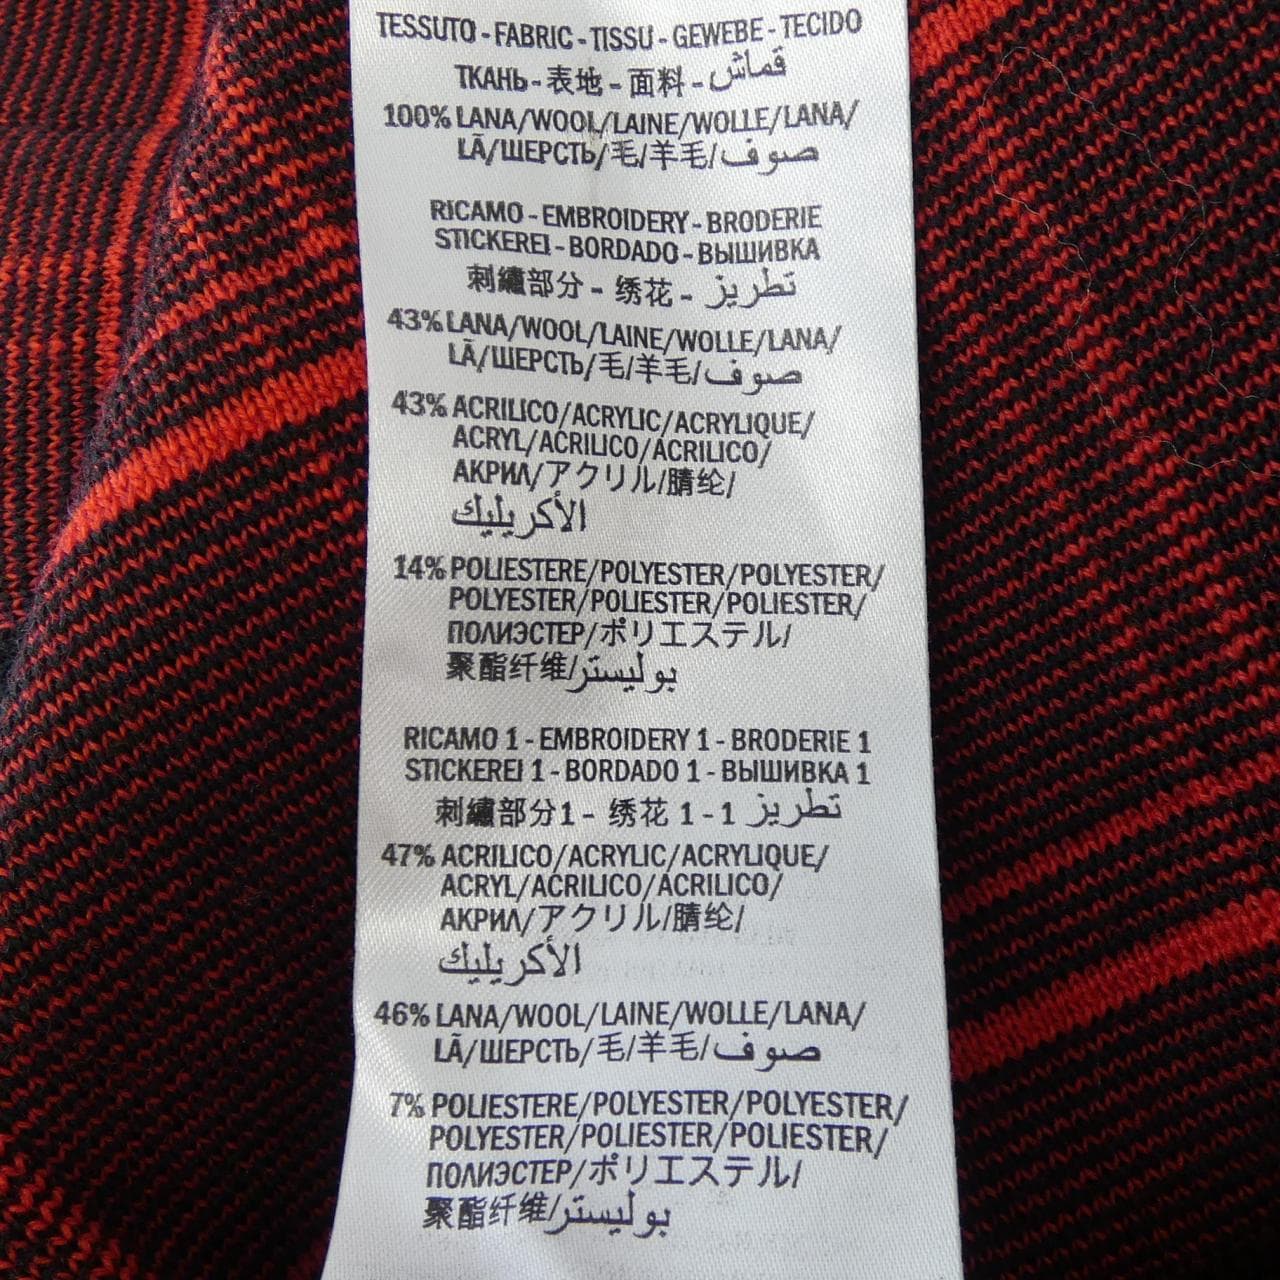 TESSUTO - FABRIC - TISSU - GEWEBE - TECIDO
ТКАНЬ - 表地 - 面料 - قماش
100% LANA/WOOL/LAINE/WOLLE/LANA/
LÃ/ШЕРСТЬ/毛/羊毛/صوف
RICAMO - EMBROIDERY - BRODERIE
STICKEREI - BORDADO - ВЫШИВКА
刺繍部分 - 绣花 - تطريز
43% LANA/WOOL/LAINE/WOLLE/LANA/
LÃ/ШЕРСТЬ/毛/羊毛/صوف
43% ACRILICO/ACRYLIC/ACRYLIQUE/
ACRYL/ACRILICO/ACRILICO/
АКРИЛ/アクリル/腈纶/
الأكريليك
14% POLIESTERE/POLYESTER/POLYESTER/
POLYESTER/POLIESTER/POLIESTER/
ПОЛИЭСТЕР/ポリエステル/
聚酯纤维/بوليستر
RICAMO 1 - EMBROIDERY 1 - BRODERIE 1
STICKEREI 1 - BORDADO 1 - ВЫШИВКА 1
刺繍部分1 - 绣花 1 - 1 تطريز
47% ACRILICO/ACRYLIC/ACRYLIQUE/
ACRYL/ACRILICO/ACRILICO/
АКРИЛ/アクリル/腈纶/
الأكريليك
46% LANA/WOOL/LAINE/WOLLE/LANA/
LÃ/ШЕРСТЬ/毛/羊毛/صوف
7% POLIESTERE/POLYESTER/POLYESTER/
POLYESTER/POLIESTER/POLIESTER/
ПОЛИЭСТЕР/ポリエステル/
聚酯纤维/بوليستر